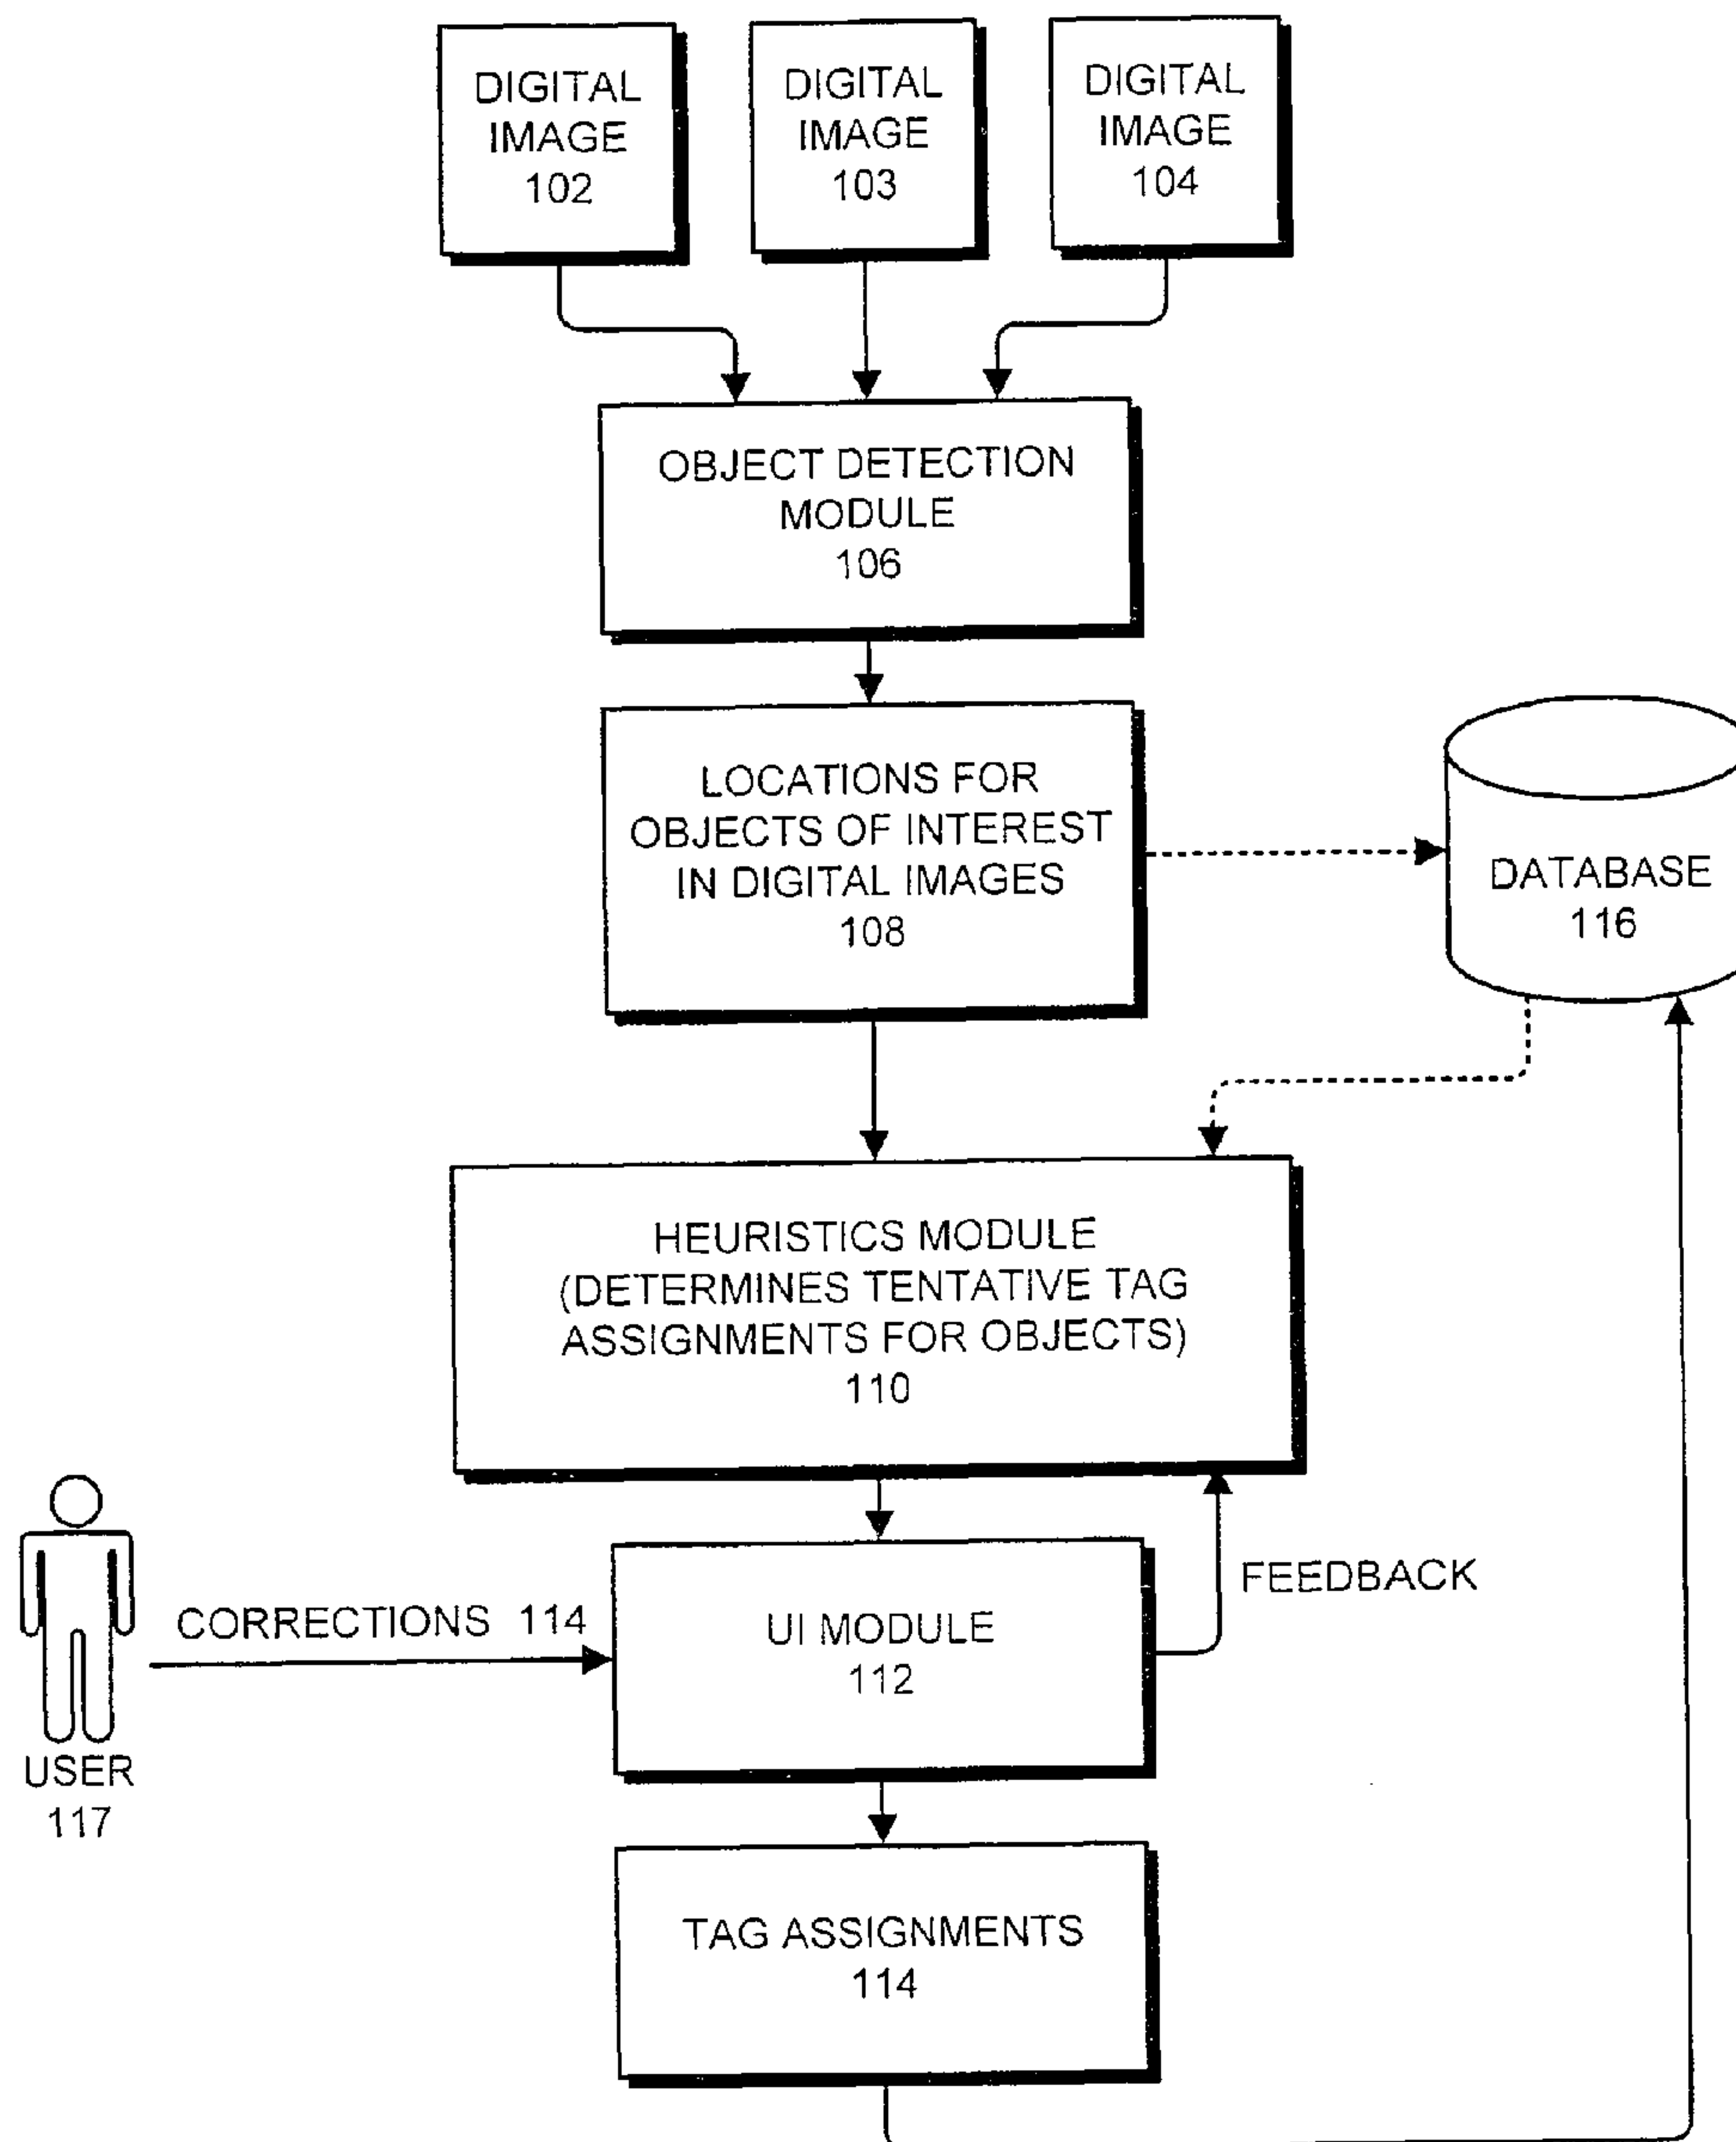 DIGITAL
IMAGE
102
DIGITAL
IMAGE
103
DIGITAL
IMAGE
104
OBJECT DETECTION
MODULE
106
LOCATIONS FOR
OBJECTS OF INTEREST
IN DIGITAL IMAGES
108
DATABASE
116
HEURISTICS MODULE
(DETERMINES TENTATIVE TAG
ASSIGNMENTS FOR OBJECTS)
110
FEEDBACK
CORRECTIONS 114
UI MODULE
112
USER
117
TAG ASSIGNMENTS
114